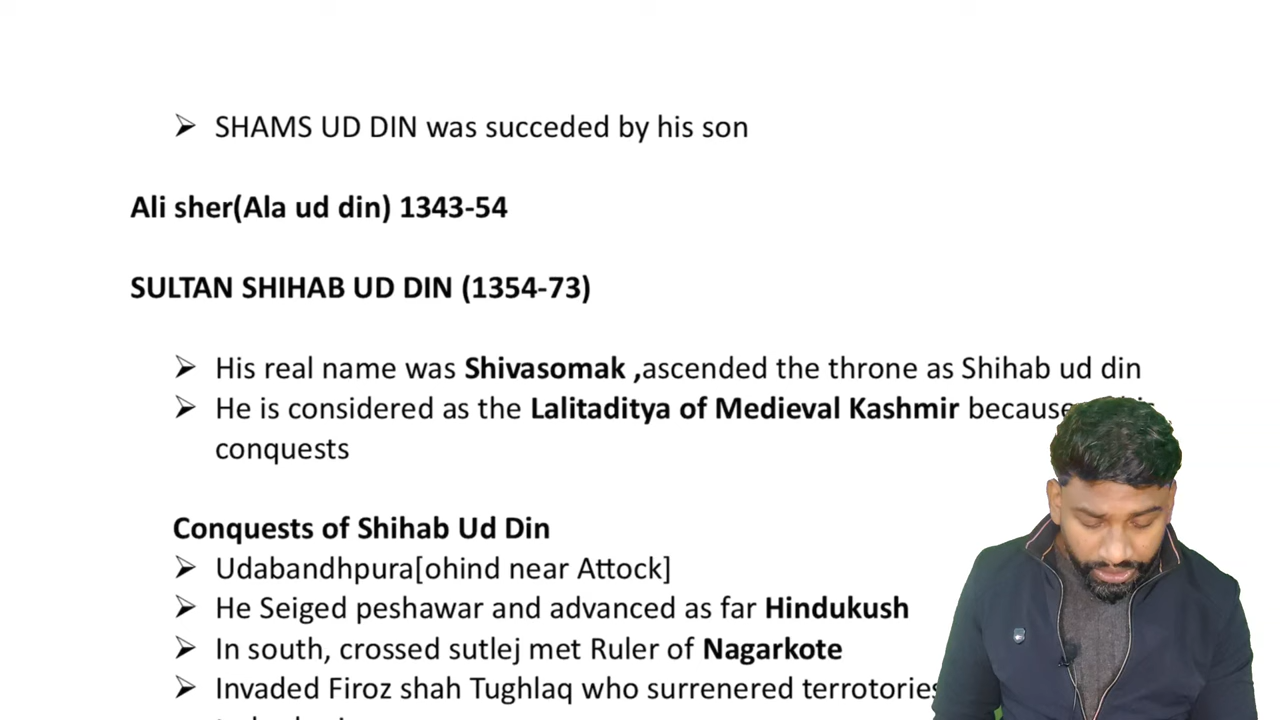 ➢ SHAMS UD DIN was succeded by his son
Ali sher(Ala ud din) 1343-54
SULTAN SHIHAB UD DIN (1354-73)
➢ His real name was Shivasomak ,ascended the throne as Shihab ud din
➢ He is considered as the Lalitaditya of Medieval Kashmir because
conquests
Conquests of Shihab Ud Din
➢ Udabandhpura[ohind near Attock]
➢ He Seiged peshawar and advanced as far Hindukush
➢ In south, crossed sutlej met Ruler of Nagarkote
➢ Invaded Firoz shah Tughlaq who surrenered terrotories